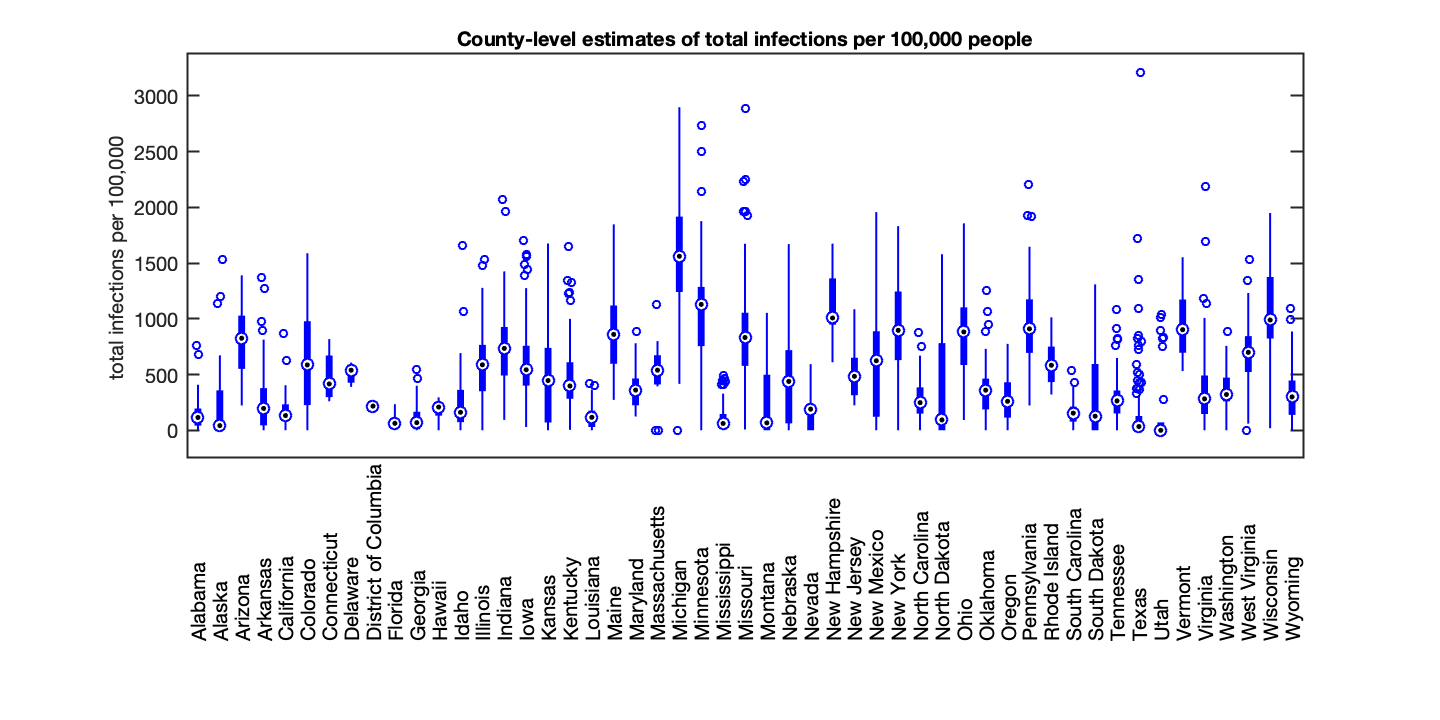 County-level estimates of total infections per 100,000 people
total infections per 100,000
3000
2500
2000
1500
1000
500
0
Alabama
Alaska
Arizona
Arkansas
California
Colorado
Connecticut
Delaware
District of Columbia
Florida
Georgia
Hawaii
Idaho
Illinois
Indiana
Iowa
Kansas
Kentucky
Louisiana
Maine
Maryland
Massachusetts
Michigan
Minnesota
Mississippi
Missouri
Montana
Nebraska
Nevada
New Hampshire
New Jersey
New Mexico
New York
North Carolina
North Dakota
Ohio
Oklahoma
Oregon
Pennsylvania
Rhode Island
South Carolina
South Dakota
Tennessee
Texas
Utah
Vermont
Virginia
Washington
West Virginia
Wisconsin
Wyoming